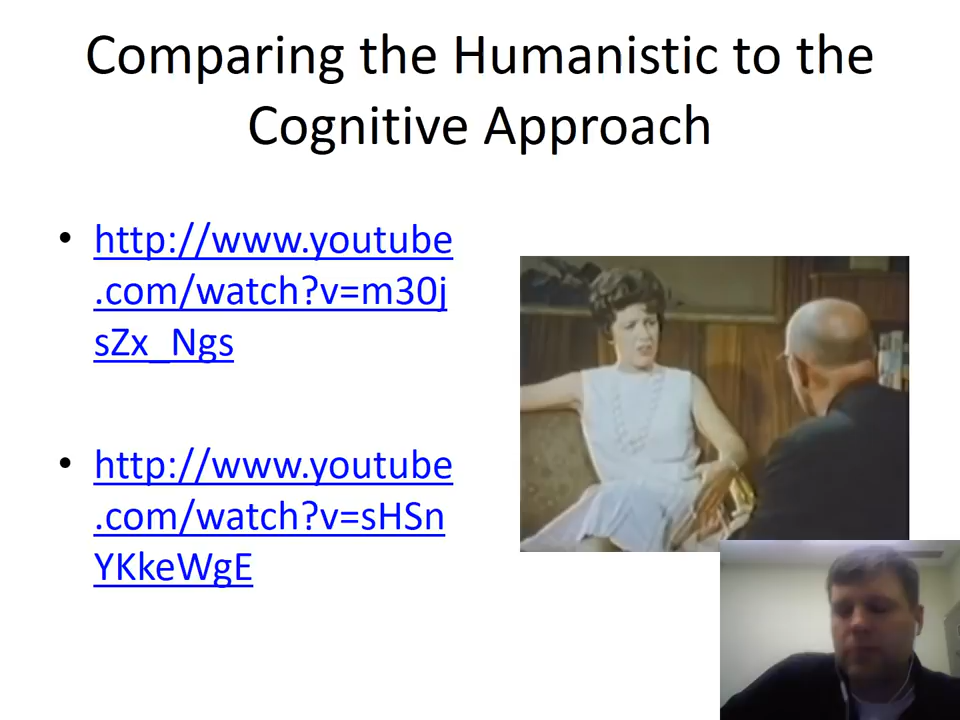 Comparing the Humanistic to the
Cognitive Approach
• http://www.youtube
.com/watch?v=m30j
sZx_Ngs
• http://www.youtube
.com/watch?v=sHSn
YKkeWgE